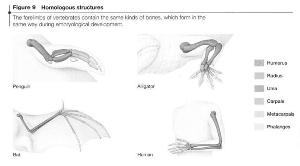 Figure 9 Homologous structures
The forelimbs of vertebrates contain the same kinds of bones, which form in the
same way during embryological development.
Penguin
Alligator
Humerus
Radius
Ulna
Carpals
Metacarpals
Phalanges
Bat
Human